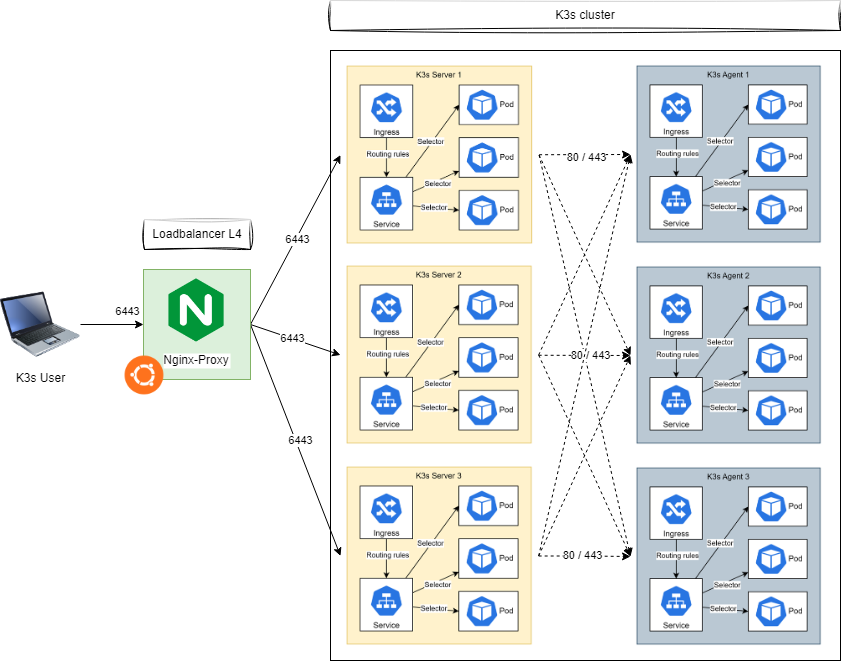 K3s cluster
K3s Server 1
Ingress
Routing rules
Service
Selector
Selector
Selector
Pod
Pod
Pod
K3s Agent 1
Ingress
Routing rules
Service
Selector
Selector
Selector
Pod
Pod
Pod
80 / 443
6443
Loadbalancer L4
6443
N
Nginx-Proxy
K3s User
6443
K3s Server 2
Ingress
Routing rules
Service
Selector
Selector
Selector
Pod
Pod
Pod
80 / 443
K3s Agent 2
Ingress
Routing rules
Service
Selector
Selector
Selector
Pod
Pod
Pod
6443
K3s Server 3
Ingress
Routing rules
Service
Selector
Selector
Selector
Pod
Pod
Pod
80 / 443
K3s Agent 3
Ingress
Routing rules
Service
Selector
Selector
Selector
Pod
Pod
Pod